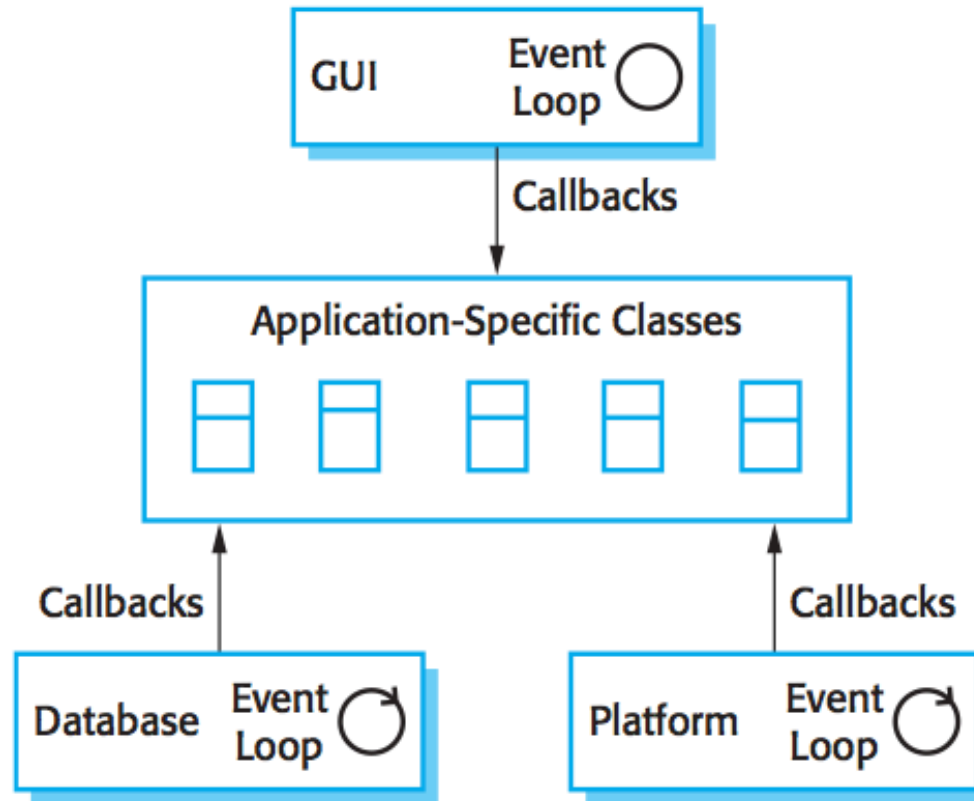 GUI
Event
Loop
Callbacks
Application-Specific Classes
Callbacks
Callbacks
Database
Event
Loop
Platform
Event
Loop